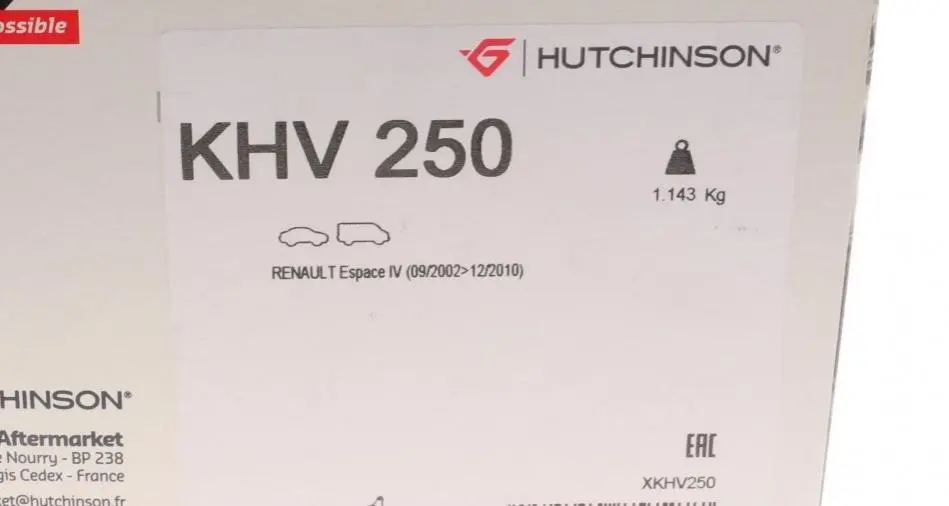 ossible
HUTCHINSON®
KHV 250
1.143 Kg
RENAULT Espace IV (09/2002>12/2010)
HINSON®
Aftermarket
Nourry - BP 238
gis Cedex - France
et@hutchinson.fr
EAC
XKHV250